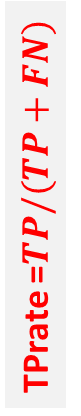 TPrate =TP/(TP + FN)